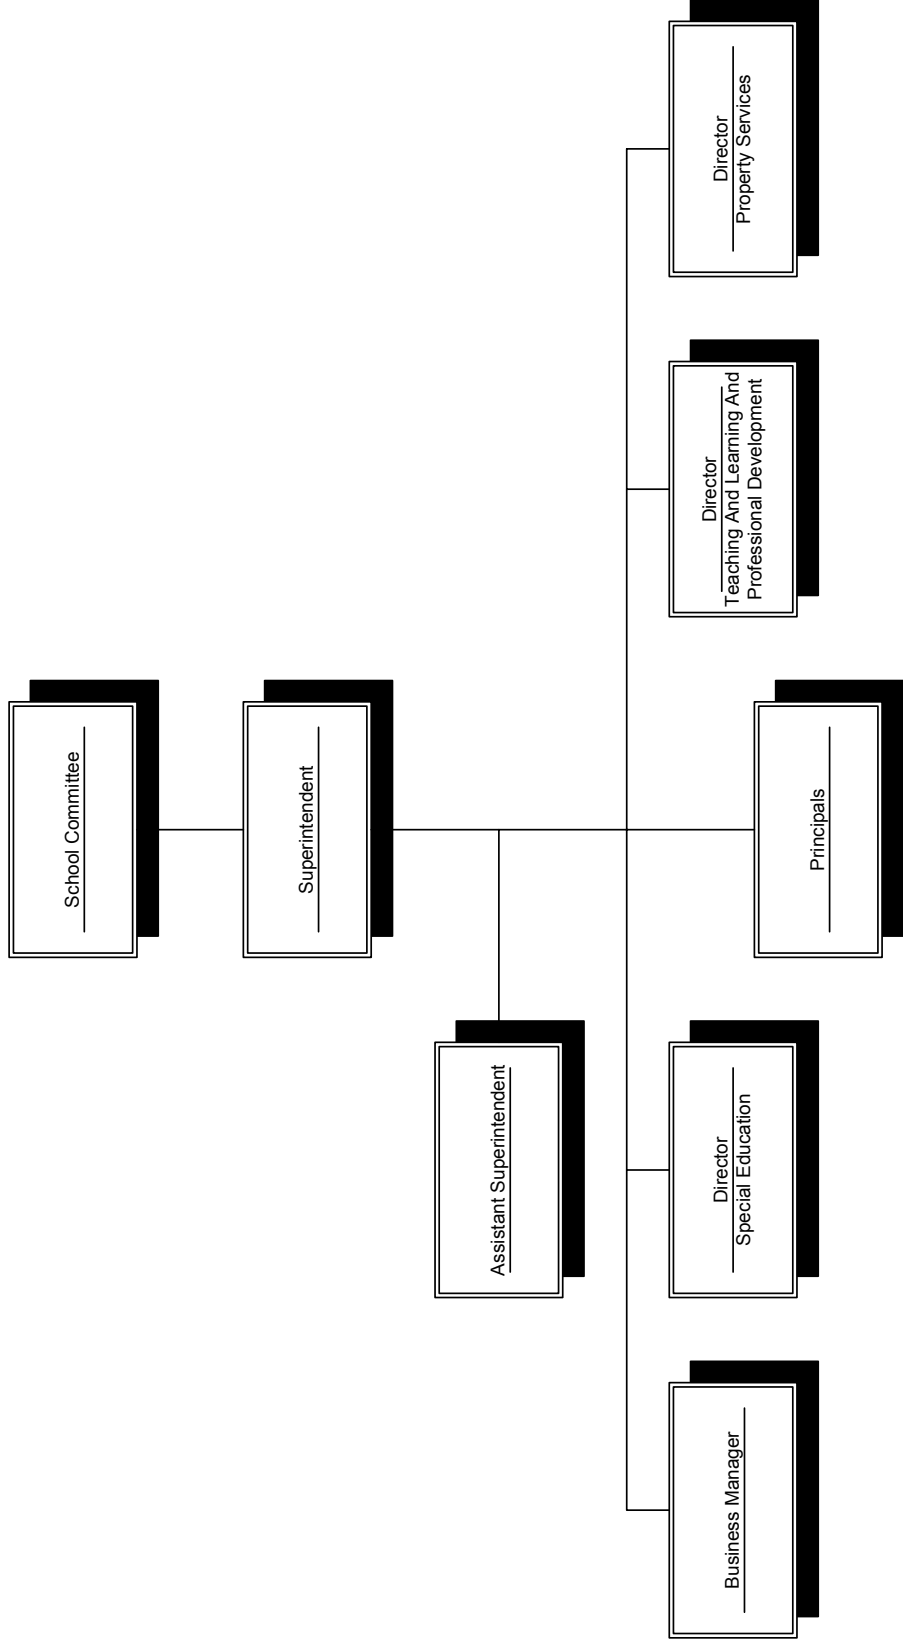 School Committee
Superintendent
Assistant Superintendent
Business Manager
Director
Special Education
Principals
Director
Teaching And Learning And
Professional Development
Director
Property Services